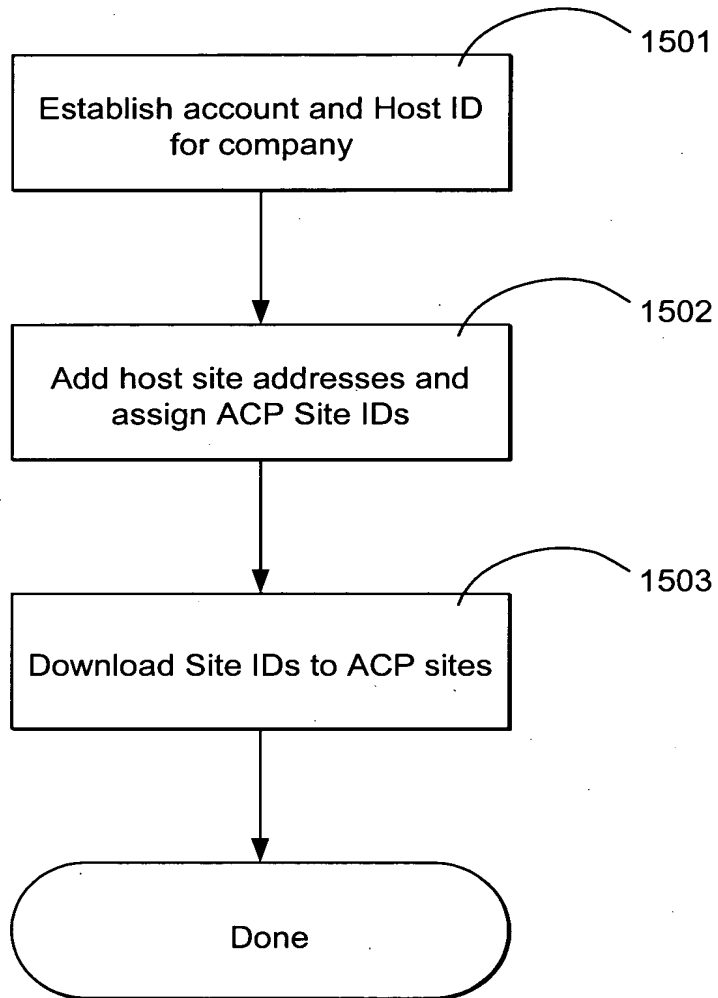 1501
Establish account and Host ID
for company
1502
Add host site addresses and
assign ACP Site IDs
1503
Download Site IDs to ACP sites
Done